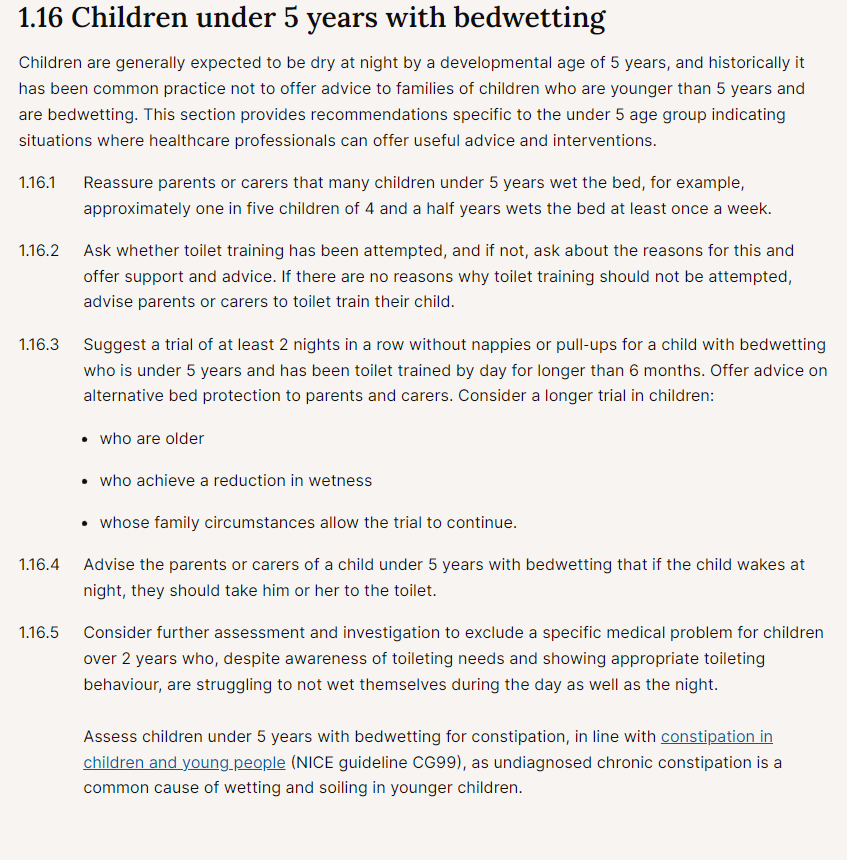 1.16 Children under 5 years with bedwetting
Children are generally expected to be dry at night by a developmental age of 5 years, and historically it
has been common practice not to offer advice to families of children who are younger than 5 years and
are bedwetting. This section provides recommendations specific to the under 5 age group indicating
situations where healthcare professionals can offer useful advice and interventions.
1.16.1 Reassure parents or carers that many children under 5 years wet the bed, for example,
approximately one in five children of 4 and a half years wets the bed at least once a week.
1.16.2 Ask whether toilet training has been attempted, and if not, ask about the reasons for this and
offer support and advice. If there are no reasons why toilet training should not be attempted,
advise parents or carers to toilet train their child.
1.16.3 Suggest a trial of at least 2 nights in a row without nappies or pull-ups for a child with bedwetting
who is under 5 years and has been toilet trained by day for longer than 6 months. Offer advice on
alternative bed protection to parents and carers. Consider a longer trial in children:
• who are older
• who achieve a reduction in wetness
• whose family circumstances allow the trial to continue.
1.16.4 Advise the parents or carers of a child under 5 years with bedwetting that if the child wakes at
night, they should take him or her to the toilet.
1.16.5 Consider further assessment and investigation to exclude a specific medical problem for children
over 2 years who, despite awareness of toileting needs and showing appropriate toileting
behaviour, are struggling to not wet themselves during the day as well as the night.
Assess children under 5 years with bedwetting for constipation, in line with constipation in
children and young people (NICE guideline CG99), as undiagnosed chronic constipation is a
common cause of wetting and soiling in younger children.